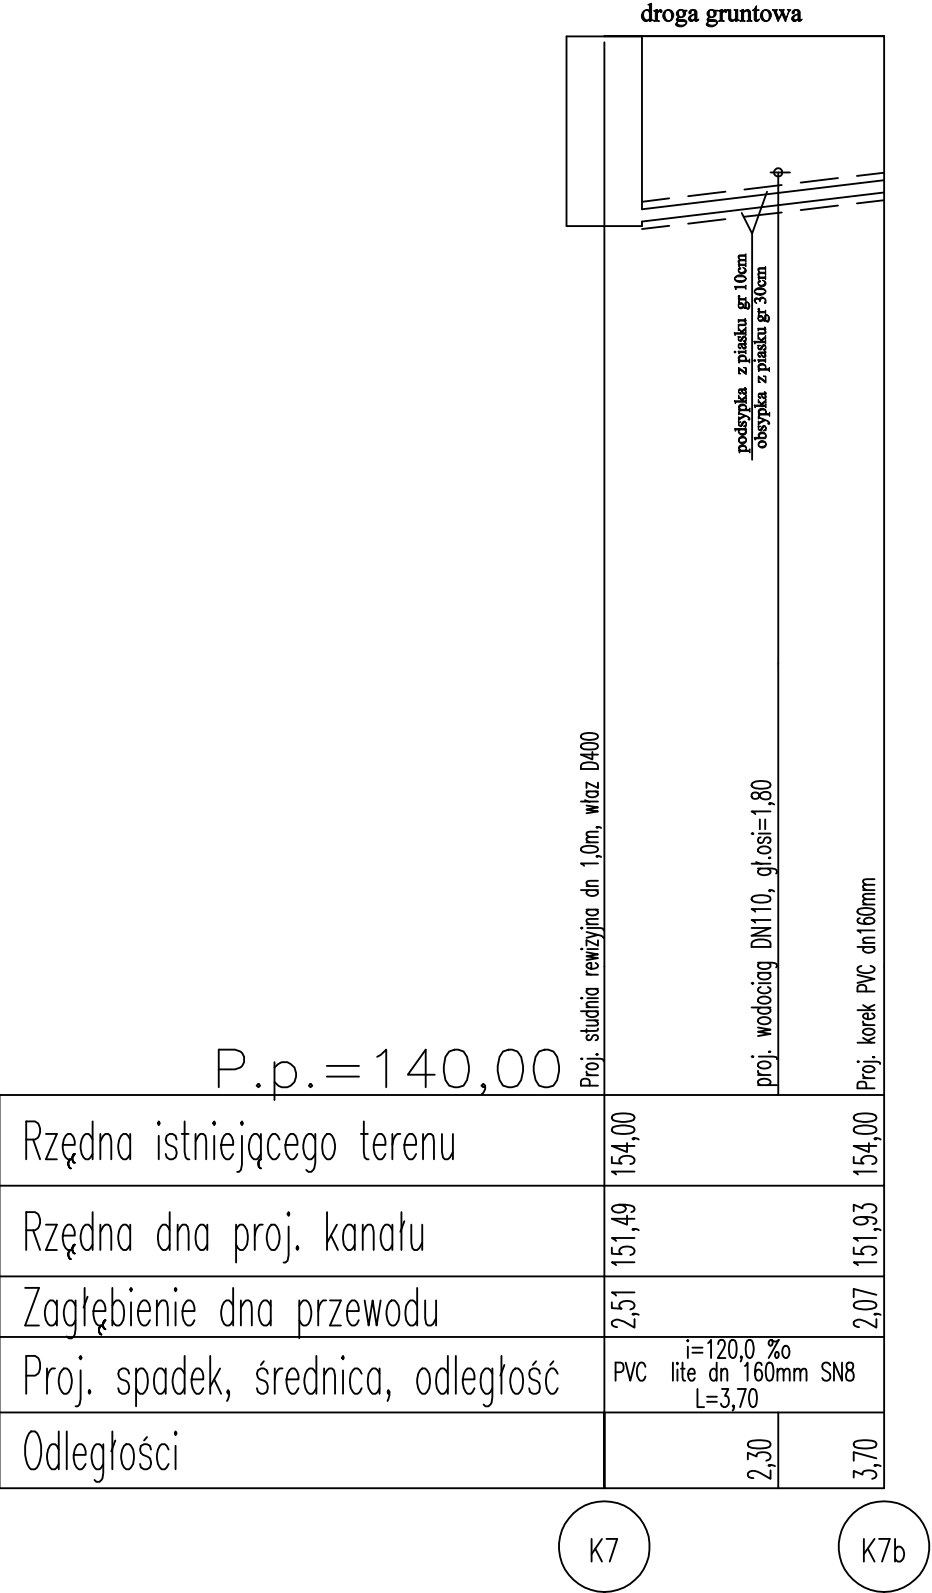 droga gruntowa
podsypka z piasku gr 10cm
obsypka z piasku gr 30cm
Proj. studnia rewizyjna dn 1,0m, właz D400
proj. wodociąg DN110, gł.osi=1,80
Proj. korek PVC dn160mm
P.p.=140,00
Rzędna istniejącego terenu 154,00 154,00
Rzędna dna proj. kanału 151,49 151,93
Zagłębienie dna przewodu 2,51 2,07
Proj. spadek, średnica, odległość
i=120,0 %o
PVC lite dn 160mm SN8
L=3,70
Odległości 2,30 3,70
K7 K7b